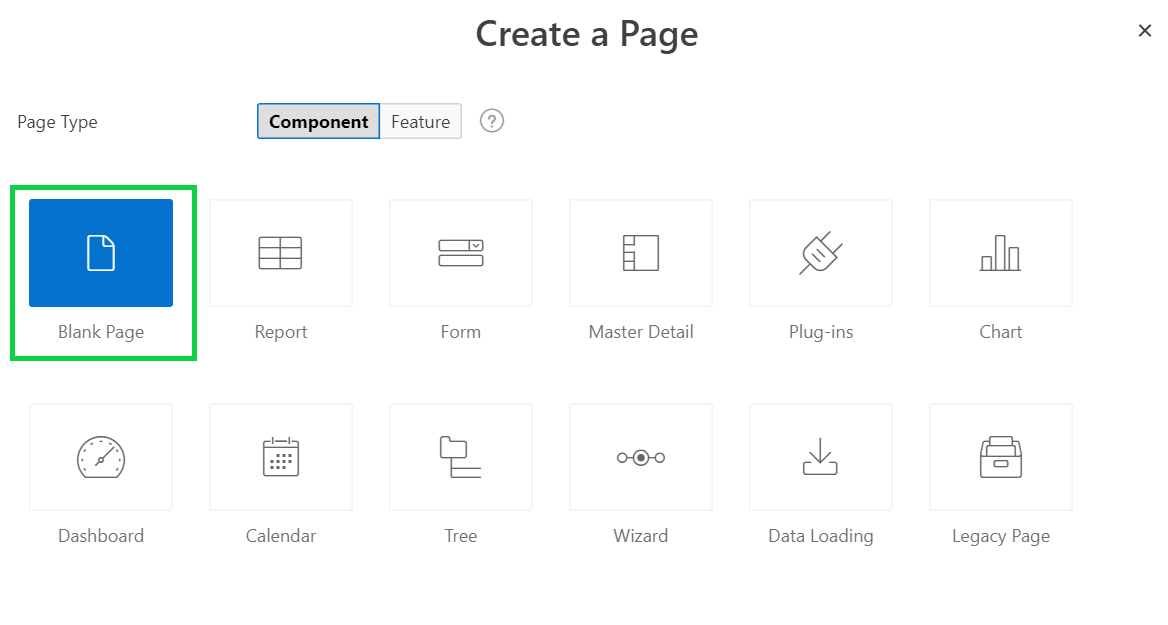 Create a Page
Page Type
Component Feature
Blank Page Report Form Master Detail Plug-ins Chart
Dashboard Calendar Tree Wizard Data Loading Legacy Page